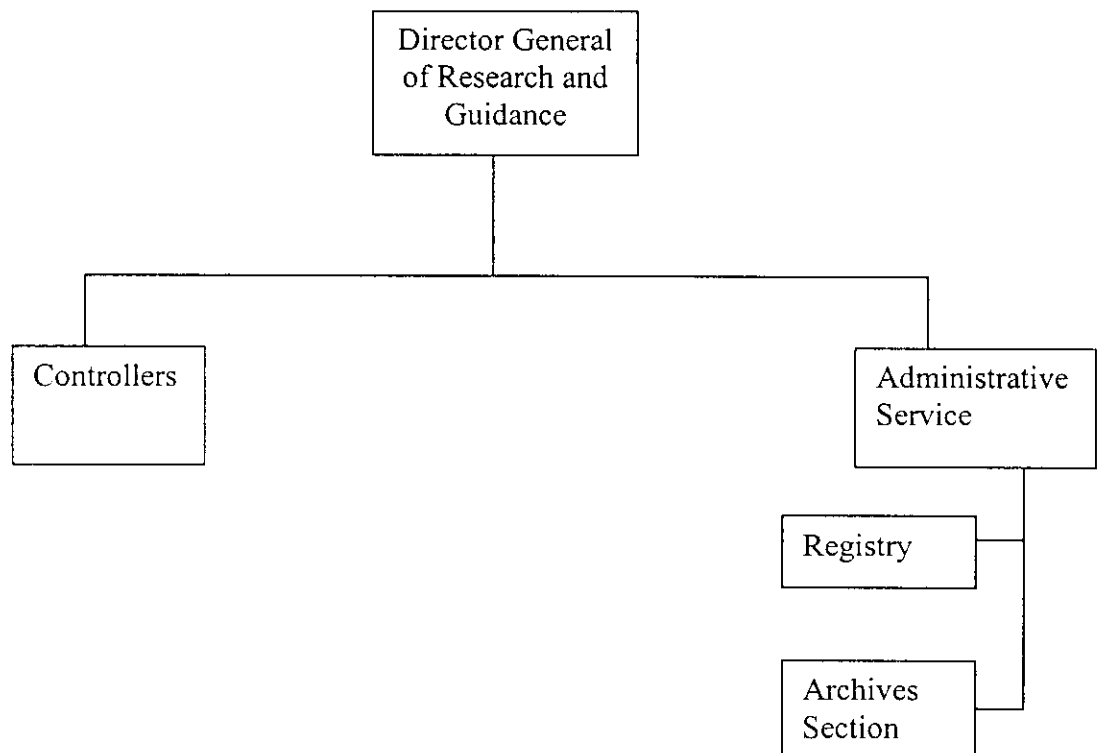 Director General
of Research and
Guidance
Controllers
Administrative
Service
Registry
Archives
Section